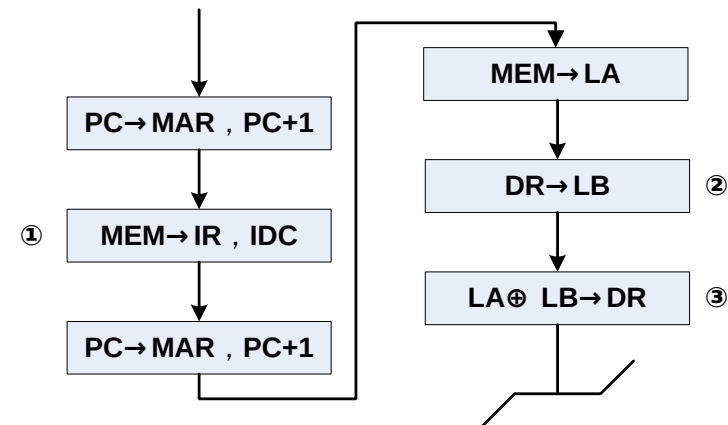 PC→MAR，PC+1
① MEM→IR，IDC
PC→MAR，PC+1
MEM→LA
DR→LB ②
LA⊕ LB→DR ③